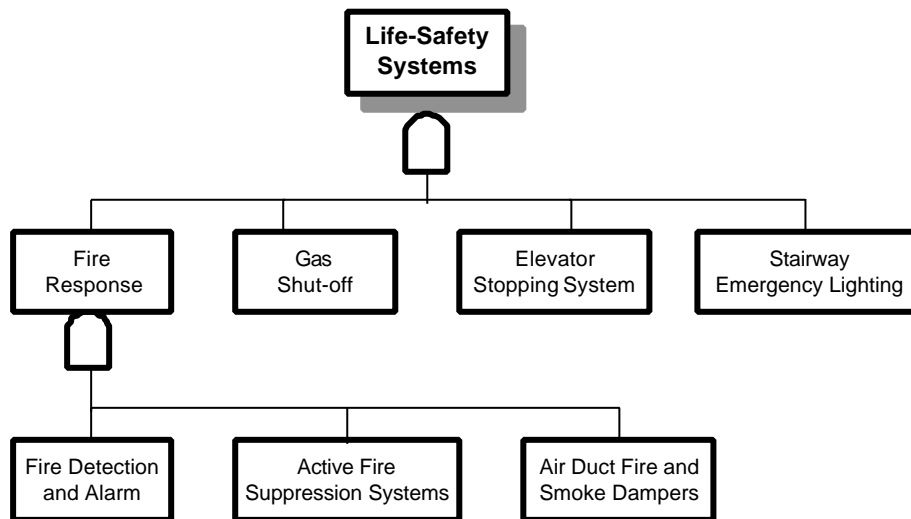 Life-Safety
Systems
Fire
Response
Gas
Shut-off
Elevator
Stopping System
Stairway
Emergency Lighting
Fire Detection
and Alarm
Active Fire
Suppression Systems
Air Duct Fire and
Smoke Dampers